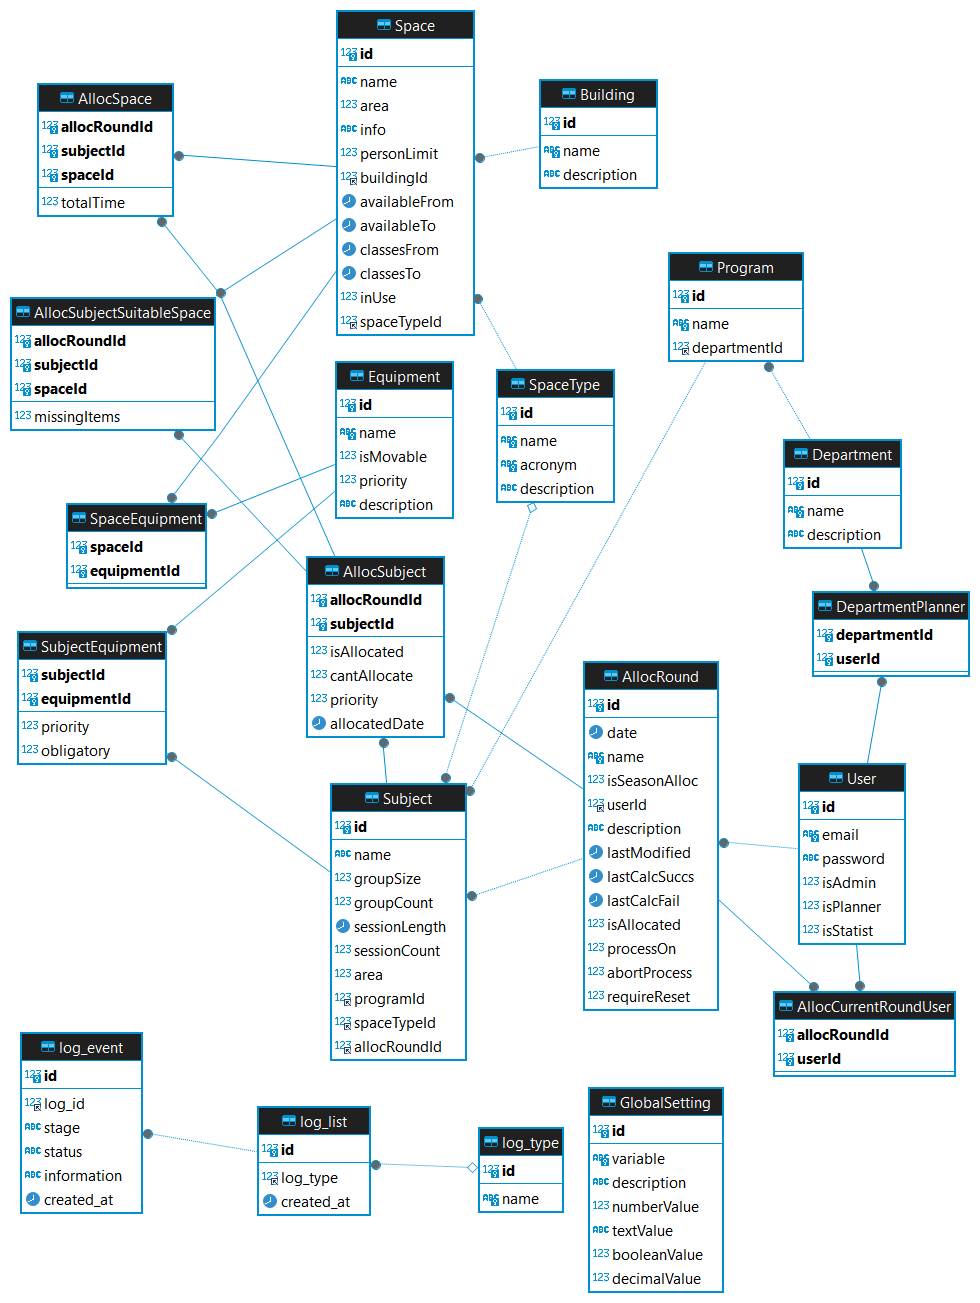 Space
id
name
area
info
personLimit
buildingId
availableFrom
availableTo
classesFrom
classesTo
inUse
spaceTypeId
AllocSpace
allocRoundId
subjectId
spaceId
totalTime
Building
id
name
description
Program
id
name
departmentId
AllocSubjectSuitableSpace
allocRoundId
subjectId
spaceId
missingItems
Equipment
id
name
isMovable
priority
description
SpaceType
id
name
acronym
description
Department
id
name
description
SpaceEquipment
spaceId
equipmentId
AllocSubject
allocRoundId
subjectId
isAllocated
cantAllocate
priority
allocatedDate
DepartmentPlanner
departmentId
userId
SubjectEquipment
subjectId
equipmentId
priority
obligatory
AllocRound
id
date
name
isSeasonAlloc
userId
description
lastModified
lastCalcSuccs
lastCalcFail
isAllocated
processOn
abortProcess
requireReset
User
id
email
password
isAdmin
isPlanner
isStatist
Subject
id
name
groupSize
groupCount
sessionLength
sessionCount
area
programId
spaceTypeId
allocRoundId
AllocCurrentRoundUser
allocRoundId
userId
log_event
id
log_id
stage
status
information
created_at
log_list
id
log_type
created_at
log_type
id
name
GlobalSetting
id
variable
description
numberValue
textValue
booleanValue
decimalValue